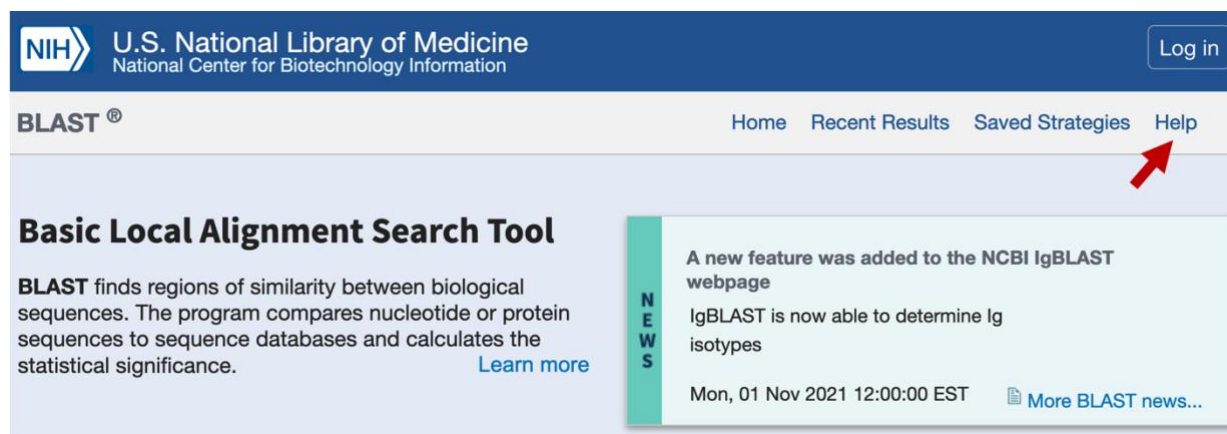 NIH
U.S. National Library of Medicine
National Center for Biotechnology Information
Log in
BLAST ®
Home Recent Results Saved Strategies Help
Basic Local Alignment Search Tool
BLAST finds regions of similarity between biological
sequences. The program compares nucleotide or protein
sequences to sequence databases and calculates the
statistical significance. Learn more
NEWS
A new feature was added to the NCBI IgBLAST
webpage
IgBLAST is now able to determine Ig
isotypes
Mon, 01 Nov 2021 12:00:00 EST More BLAST news...